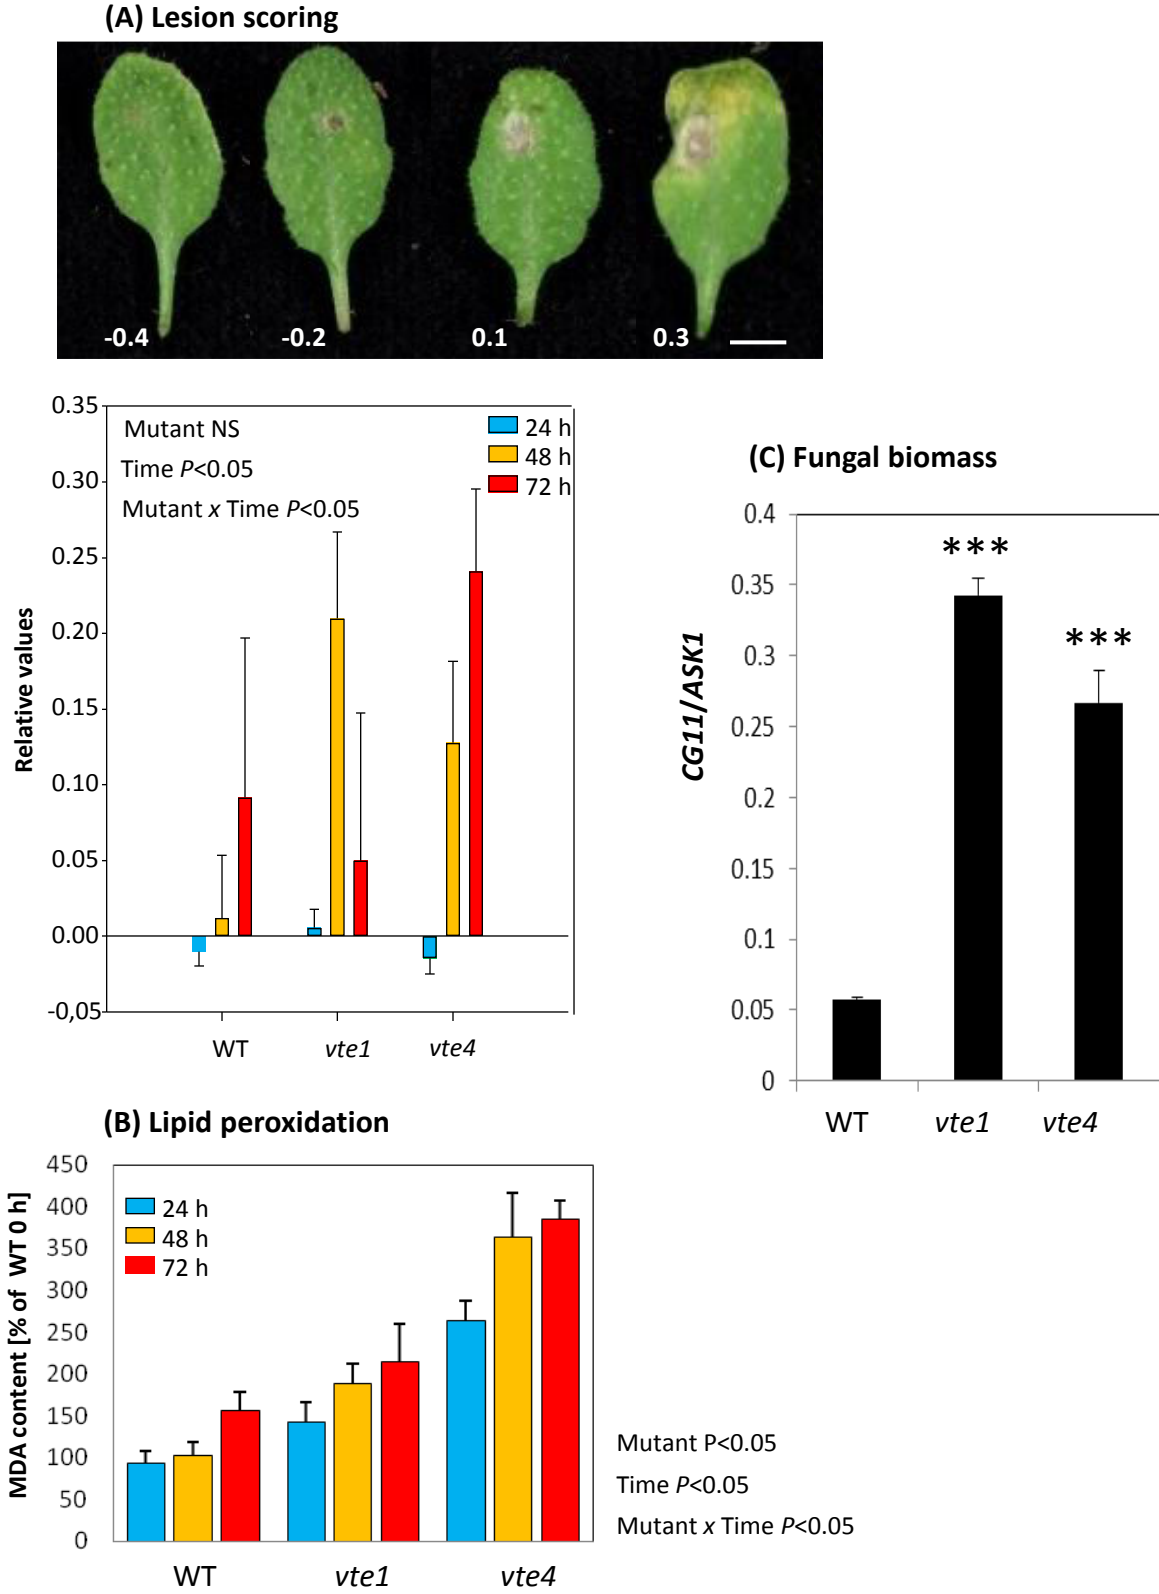 (A) Lesion scoring
-0.4
-0.2
0.1
0.3
0.35
0.30
0.25
0.20
0.15
0.10
0.05
0.00
-0,05
Relative values
Mutant NS
Time P<0.05
Mutant x Time P<0.05
24 h
48 h
72 h
WT
vte1
vte4
(C) Fungal biomass
0.4
0.35
0.3
0.25
0.2
0.15
0.1
0.05
0
CG11/ASK1
***
***
WT
vte1
vte4
(B) Lipid peroxidation
450
400
350
300
250
200
150
100
50
0
MDA content [% of WT 0 h]
24 h
48 h
72 h
WT
vte1
vte4
Mutant P<0.05
Time P<0.05
Mutant x Time P<0.05